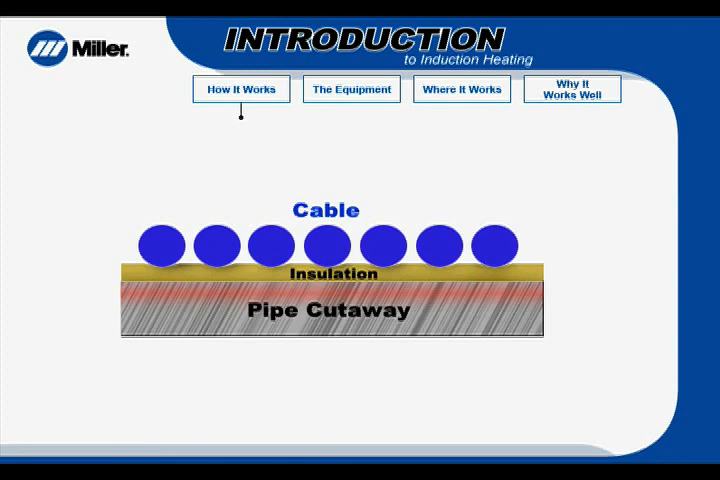 Miller.
INTRODUCTION
to Induction Heating
How It Works
The Equipment
Where It Works
Why It
Works Well
Cable
Insulation
Pipe Cutaway